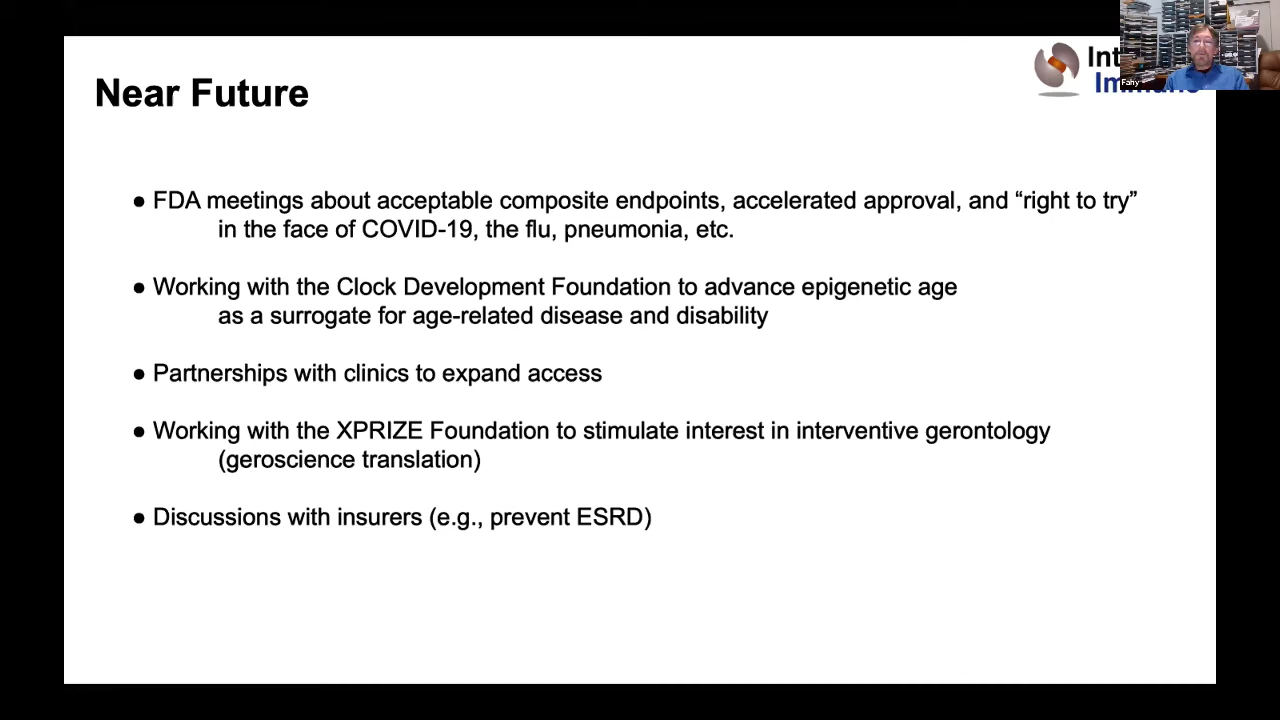 Near Future
Int
Imm
Fahy
● FDA meetings about acceptable composite endpoints, accelerated approval, and “right to try”
in the face of COVID-19, the flu, pneumonia, etc.
● Working with the Clock Development Foundation to advance epigenetic age
as a surrogate for age-related disease and disability
● Partnerships with clinics to expand access
● Working with the XPRIZE Foundation to stimulate interest in interventive gerontology
(geroscience translation)
● Discussions with insurers (e.g., prevent ESRD)